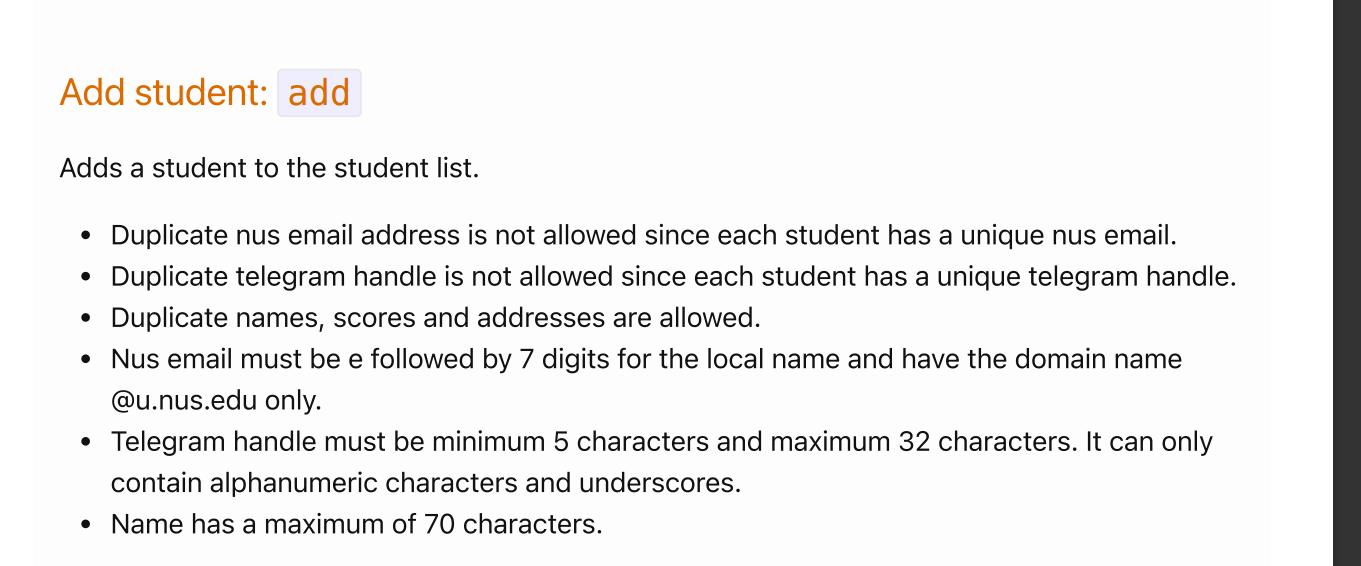 Add student: add
Adds a student to the student list.
• Duplicate nus email address is not allowed since each student has a unique nus email.
• Duplicate telegram handle is not allowed since each student has a unique telegram handle.
• Duplicate names, scores and addresses are allowed.
• Nus email must be e followed by 7 digits for the local name and have the domain name
@u.nus.edu only.
• Telegram handle must be minimum 5 characters and maximum 32 characters. It can only
contain alphanumeric characters and underscores.
• Name has a maximum of 70 characters.